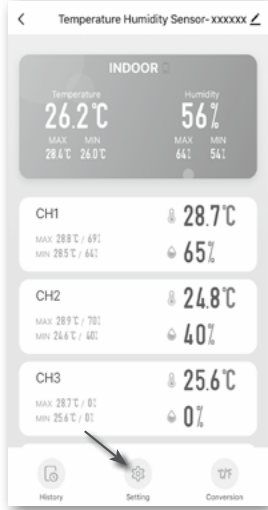 Temperature Humidity Sensor- xxxxxx
INDOOR
Temperature Humidity
26.2℃ 56%
MAX MIN MAX MIN
28.4℃ 26.0℃ 64% 54%
CH1 28.7℃
MAX 28.8℃ / 69%
MIN 28.5℃ / 64% 65%
CH2 24.8℃
MAX 28.9℃ / 70%
MIN 24.6℃ / 40% 40%
CH3 25.6℃
MAX 28.7℃ / 0%
MIN 25.6℃ / 0% 0%
History Setting Conversion